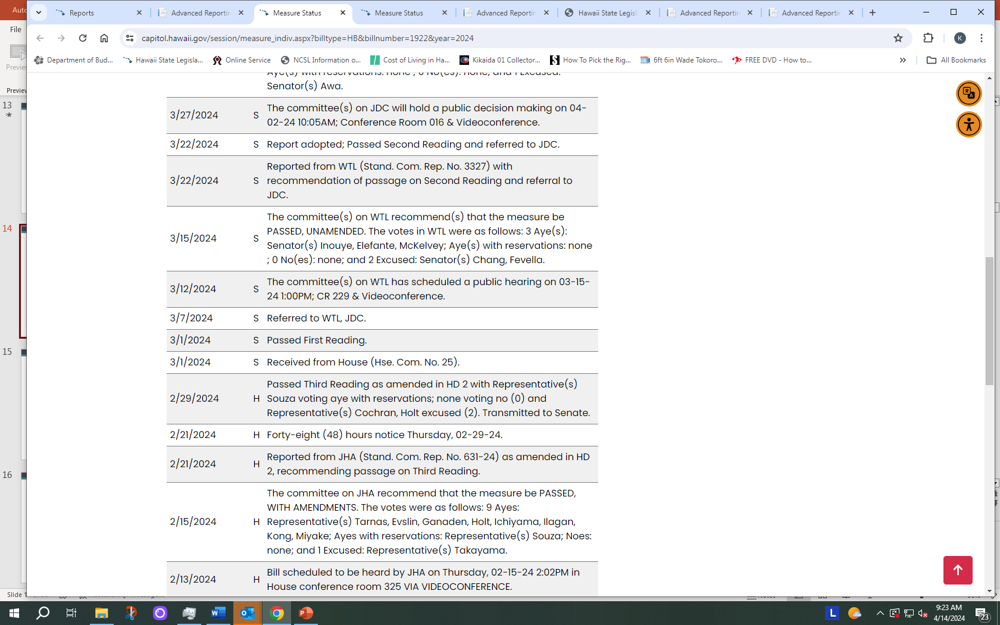 Auto
Reports
Advanced Reportin
Measure Status
Measure Status
Advanced Reportin
Hawaii State Legisl
Advanced Reportin
Advanced Reportin
File
capitol.hawaii.gov/session/measure_indiv.aspx?billtype=HB&billnumber=1922&year=2024
K
Department of Bud...
Hawaii State Legisla...
Online Service
NCSL Information o...
Cost of Living in Ha...
Kikaida 01 Collector...
How To Pick the Rig...
6ft 6in Wade Tokoro...
FREE DVD - How to...
All Bookmarks
Preview
Preview
13
14
15
16
Aye(s) with reservations: none ; 0 No(es): none; and 1 Excused:
Senator(s) Awa.
3/27/2024 S The committee(s) on JDC will hold a public decision making on 04-
02-24 10:05AM; Conference Room 016 & Videoconference.
3/22/2024 S Report adopted; Passed Second Reading and referred to JDC.
3/22/2024 S Reported from WTL (Stand. Com. Rep. No. 3327) with
recommendation of passage on Second Reading and referral to
JDC.
3/15/2024 S The committee(s) on WTL recommend(s) that the measure be
PASSED, UNAMENDED. The votes in WTL were as follows: 3 Aye(s):
Senator(s) Inouye, Elefante, McKelvey; Aye(s) with reservations: none
; 0 No(es): none; and 2 Excused: Senator(s) Chang, Fevella.
3/12/2024 S The committee(s) on WTL has scheduled a public hearing on 03-15-
24 1:00PM; CR 229 & Videoconference.
3/7/2024 S Referred to WTL, JDC.
3/1/2024 S Passed First Reading.
3/1/2024 S Received from House (Hse. Com. No. 25).
2/29/2024 H Passed Third Reading as amended in HD 2 with Representative(s)
Souza voting aye with reservations; none voting no (0) and
Representative(s) Cochran, Holt excused (2). Transmitted to Senate.
2/21/2024 H Forty-eight (48) hours notice Thursday, 02-29-24.
2/21/2024 H Reported from JHA (Stand. Com. Rep. No. 631-24) as amended in HD
2, recommending passage on Third Reading.
2/15/2024 H The committee on JHA recommend that the measure be PASSED,
WITH AMENDMENTS. The votes were as follows: 9 Ayes:
Representative(s) Tarnas, Evslin, Ganaden, Holt, Ichiyama, Ilagan,
Kong, Miyake; Ayes with reservations: Representative(s) Souza; Noes:
none; and 1 Excused: Representative(s) Takayama.
2/13/2024 H Bill scheduled to be heard by JHA on Thursday, 02-15-24 2:02PM in
House conference room 325 VIA VIDEOCONFERENCE.
Slide 1
L
9:23 AM
4/14/2024
23